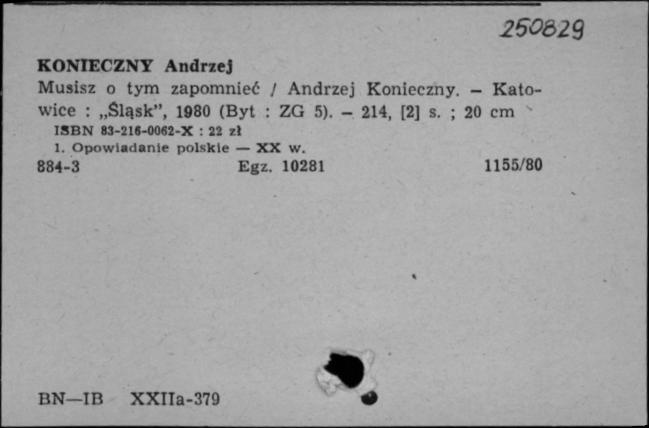 250829
KONIECZNY Andrzej
Musisz o tym zapomnieć / Andrzej Konieczny. — Kato-
wice : „Śląsk”, 1980 (Byt : ZG 5). — 214, [2] s. ; 20 cm
ISBN 83-216-0062-X : 22 zł
1. Opowiadanie polskie — XX w.
884-3 Egz. 10281 1155/80
BN—IB XXIIa-379